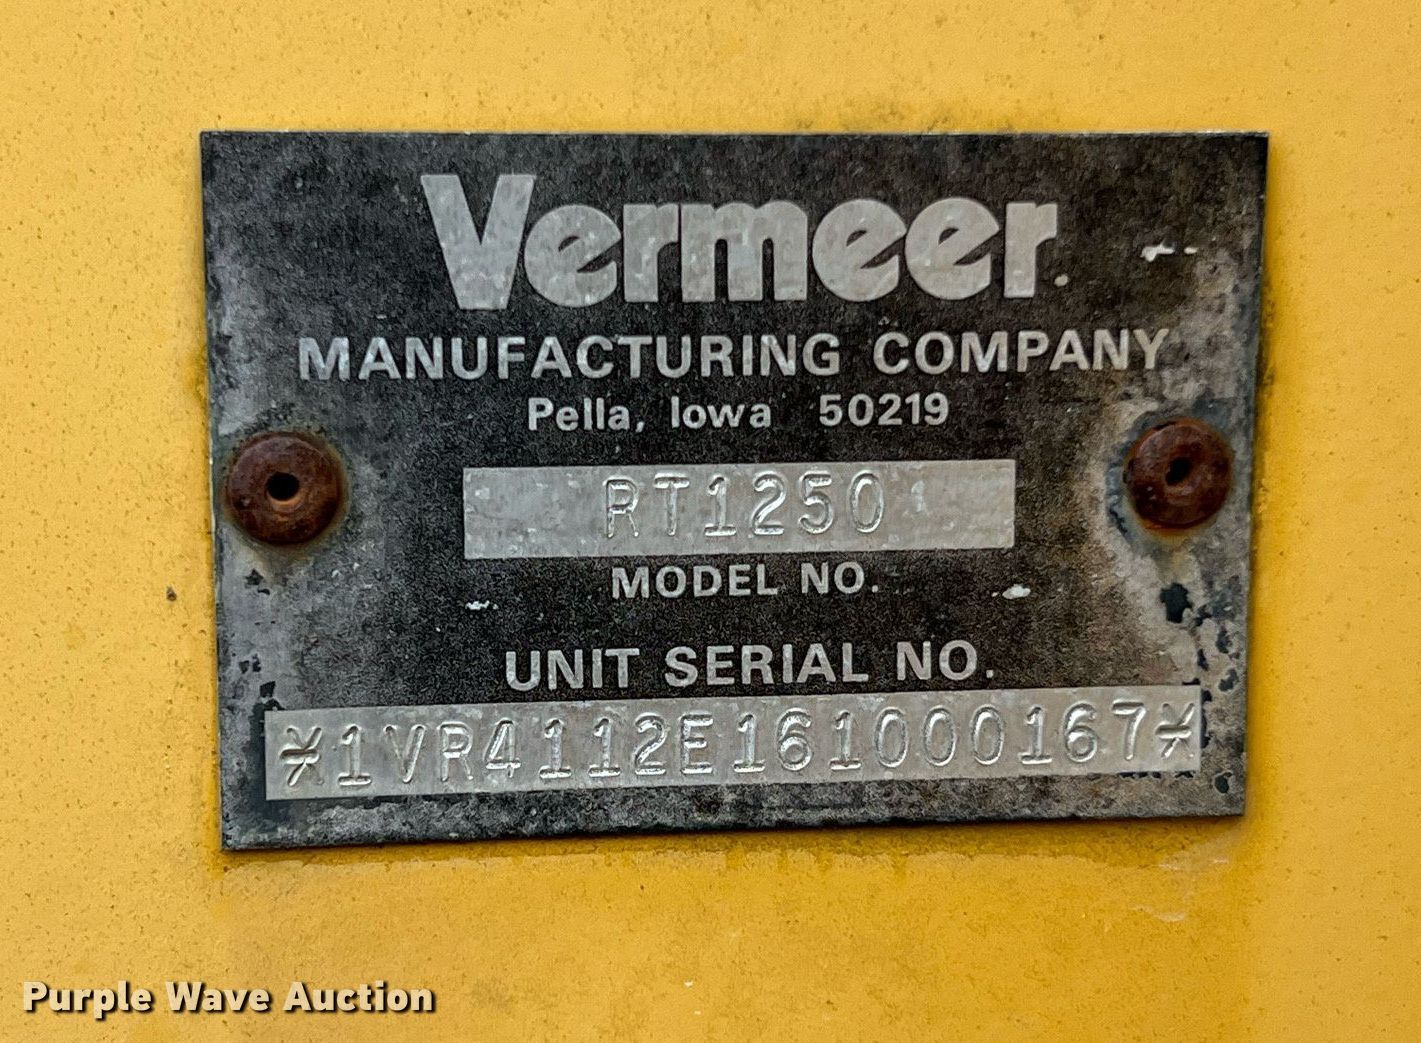 Vermeer.
MANUFACTURING COMPANY
Pella, Iowa 50219
RT1250
MODEL NO.
UNIT SERIAL NO.
*1VR4112E161000167*
Purple Wave Auction